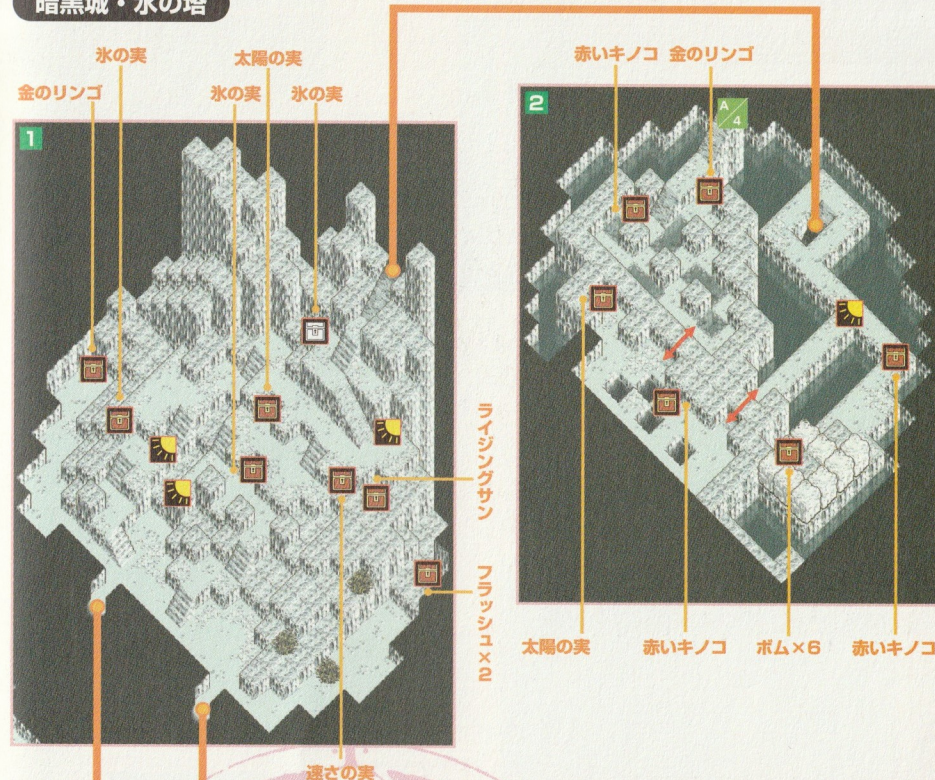 暗黒城・氷の塔
氷の実
太陽の実
金のリンゴ
氷の実
氷の実
1
ライジングサン
フラッシュ×2
速さの実
赤いキノコ
金のリンゴ
2
A/4
太陽の実
赤いキノコ
ボム×6
赤いキノコ